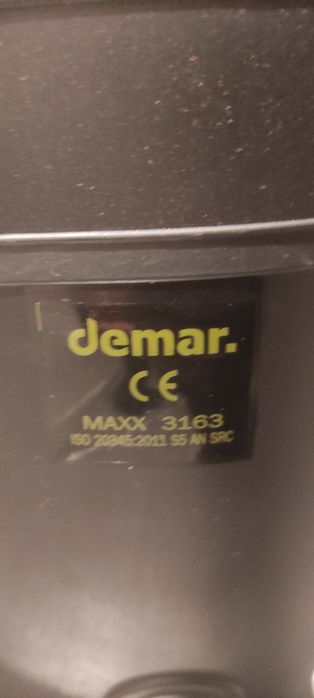 demar.
CE
MAXX 3163
ISO 20345:2011 S5 AN SRC